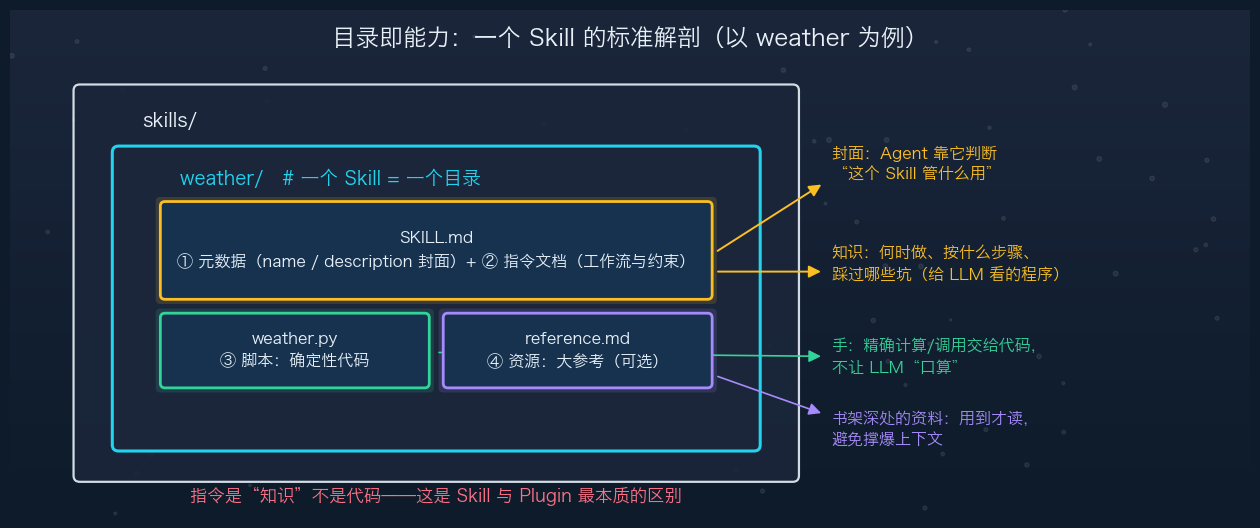 目录即能力：一个 Skill 的标准解剖（以 weather 为例）
skills/
weather/ # 一个 Skill = 一个目录
SKILL.md
① 元数据（name / description 封面）+ ② 指令文档（工作流与约束）
weather.py
③ 脚本：确定性代码
reference.md
④ 资源：大参考（可选）
封面：Agent 靠它判断
“这个 Skill 管什么用”
知识：何时做、按什么步骤、
踩过哪些坑（给 LLM 看的程序）
手：精确计算/调用交给代码，
不让 LLM“口算”
书架深处的资料：用到才读，
避免撑爆上下文
指令是“知识”不是代码——这是 Skill 与 Plugin 最本质的区别